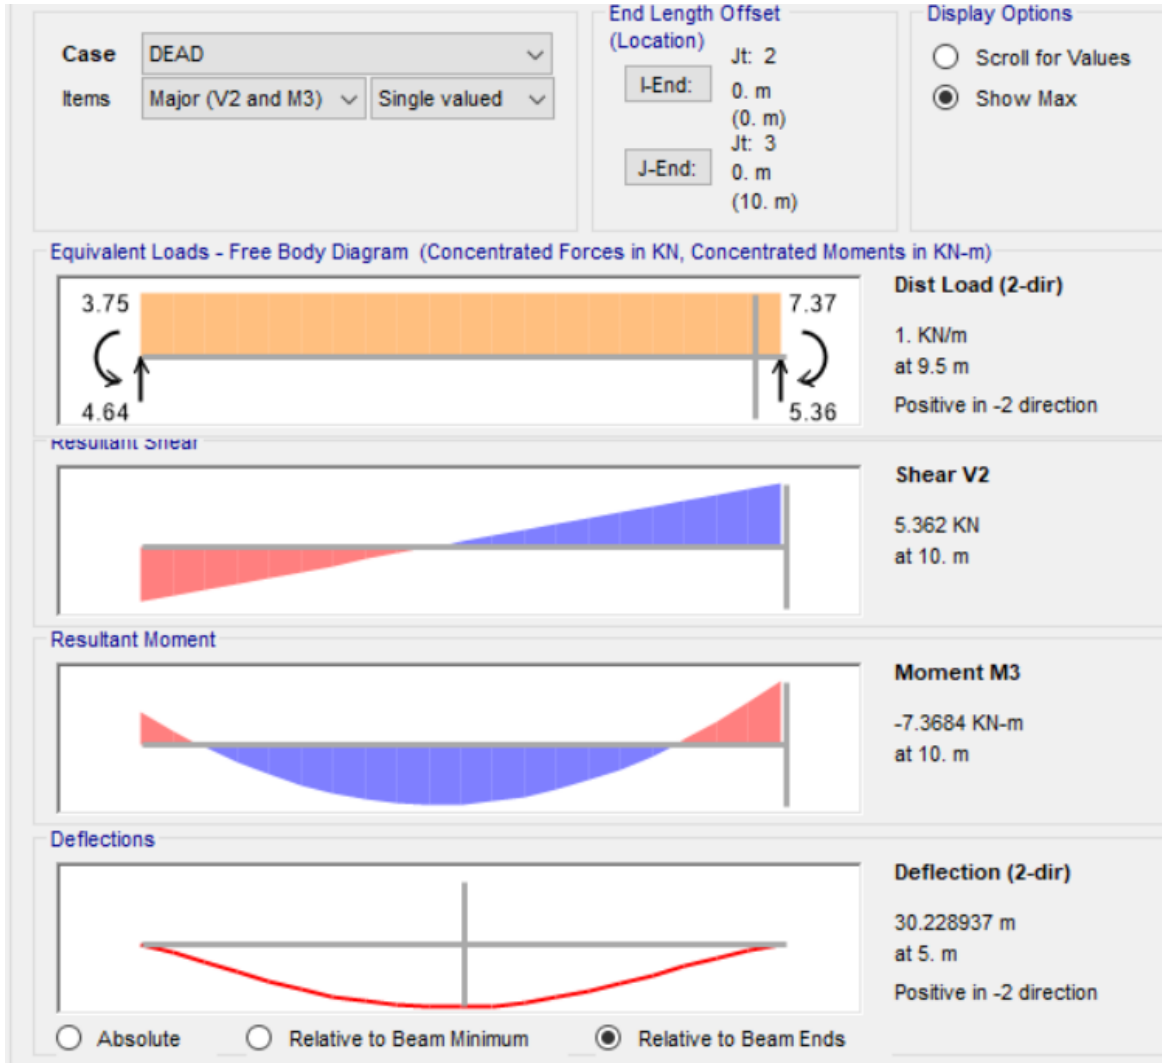 End Length Offset
(Location)
Display Options
Case DEAD
Items Major (V2 and M3) Single valued
I-End:
Jt: 2
0. m
(0. m)
J-End:
Jt: 3
0. m
(10. m)
Scroll for Values
Show Max
Equivalent Loads - Free Body Diagram (Concentrated Forces in KN, Concentrated Moments in KN-m)
3.75
7.37
4.64
5.36
Dist Load (2-dir)
1. KN/m
at 9.5 m
Positive in -2 direction
Resultant Shear
Shear V2
5.362 KN
at 10. m
Resultant Moment
Moment M3
-7.3684 KN-m
at 10. m
Deflections
Deflection (2-dir)
30.228937 m
at 5. m
Positive in -2 direction
Absolute Relative to Beam Minimum Relative to Beam Ends